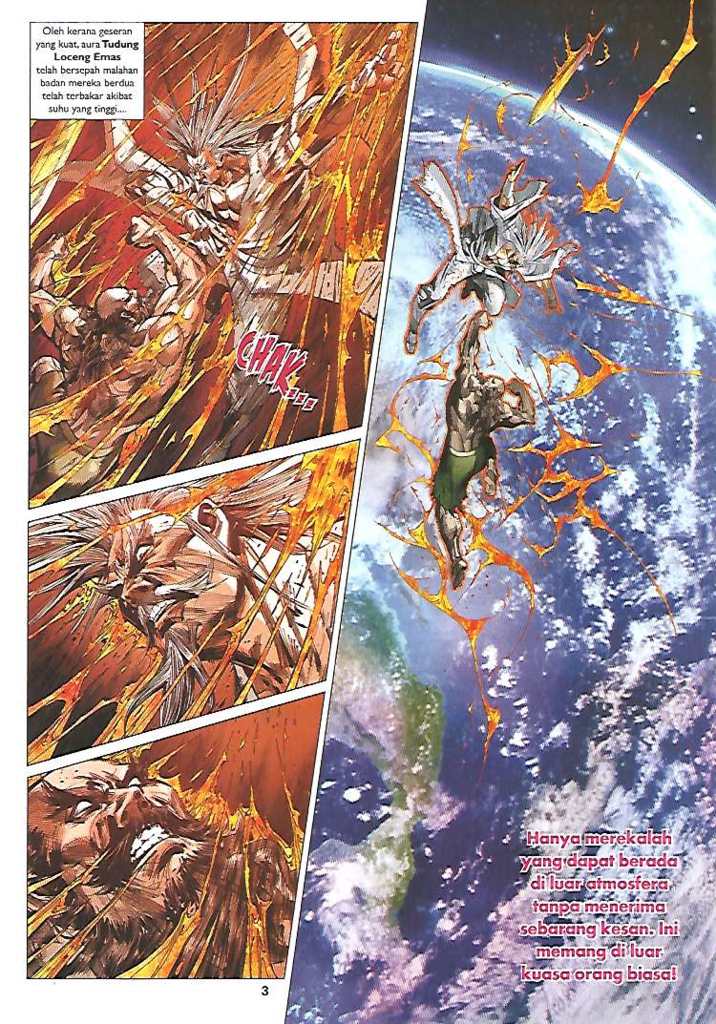 Oleh kerana geseran
yang kuat, aura Tudung
Loceng Emas
telah bersepah malahan
badan mereka berdua
telah terbakar akibat
suhu yang tinggi....
CHAK...
Hanya merekalah
yang dapat berada
di luar atmosfera
tanpa menerima
sebarang kesan. Ini
memang di luar
kuasa orang biasa!
3